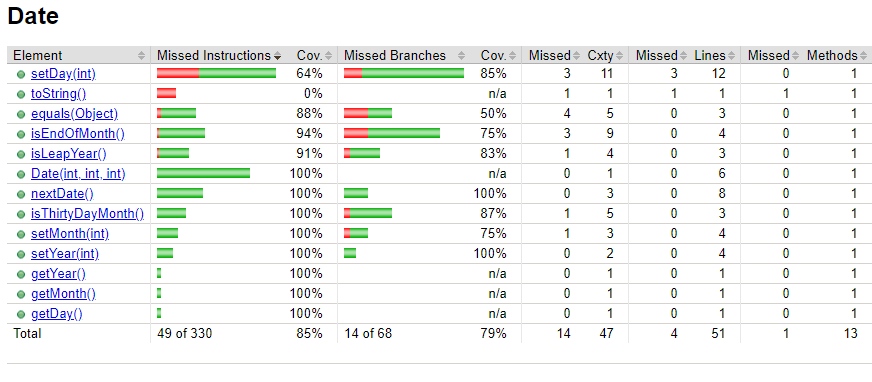 Date
Element Missed Instructions Cov. Missed Branches Cov. Missed Cxty Missed Lines Missed Methods
setDay(int) 64% 85% 3 11 3 12 0 1
toString() 0% n/a 1 1 1 1 1 1
equals(Object) 88% 50% 4 5 0 3 0 1
isEndOfMonth() 94% 75% 3 9 0 4 0 1
isLeapYear() 91% 83% 1 4 0 3 0 1
Date(int, int, int) 100% n/a 0 1 0 6 0 1
nextDate() 100% 100% 0 3 0 8 0 1
isThirtyDayMonth() 100% 87% 1 5 0 3 0 1
setMonth(int) 100% 75% 1 3 0 4 0 1
setYear(int) 100% 100% 0 2 0 4 0 1
getYear() 100% n/a 0 1 0 1 0 1
getMonth() 100% n/a 0 1 0 1 0 1
getDay() 100% n/a 0 1 0 1 0 1
Total 49 of 330 85% 14 of 68 79% 14 47 4 51 1 13